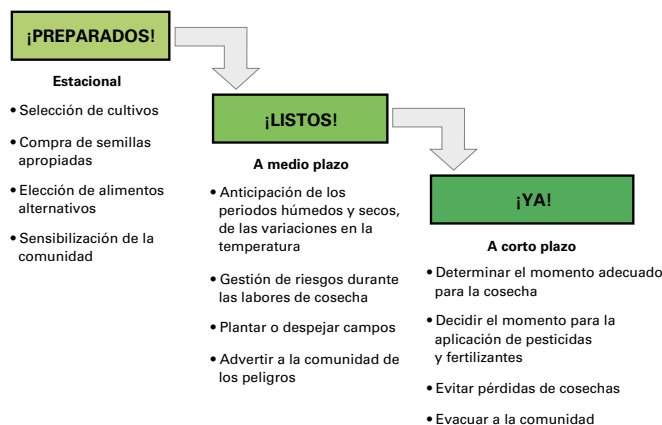 ¡PREPARADOS!
Estacional
• Selección de cultivos
• Compra de semillas
apropiadas
• Elección de alimentos
alternativos
• Sensibilización de la
comunidad
¡LISTOS!
A medio plazo
• Anticipación de los
periodos húmedos y secos,
de las variaciones en la
temperatura
• Gestión de riesgos durante
las labores de cosecha
• Plantar o despejar campos
• Advertir a la comunidad de
los peligros
¡YA!
A corto plazo
• Determinar el momento adecuado
para la cosecha
• Decidir el momento para la
aplicación de pesticidas
y fertilizantes
• Evitar pérdidas de cosechas
• Evacuar a la comunidad